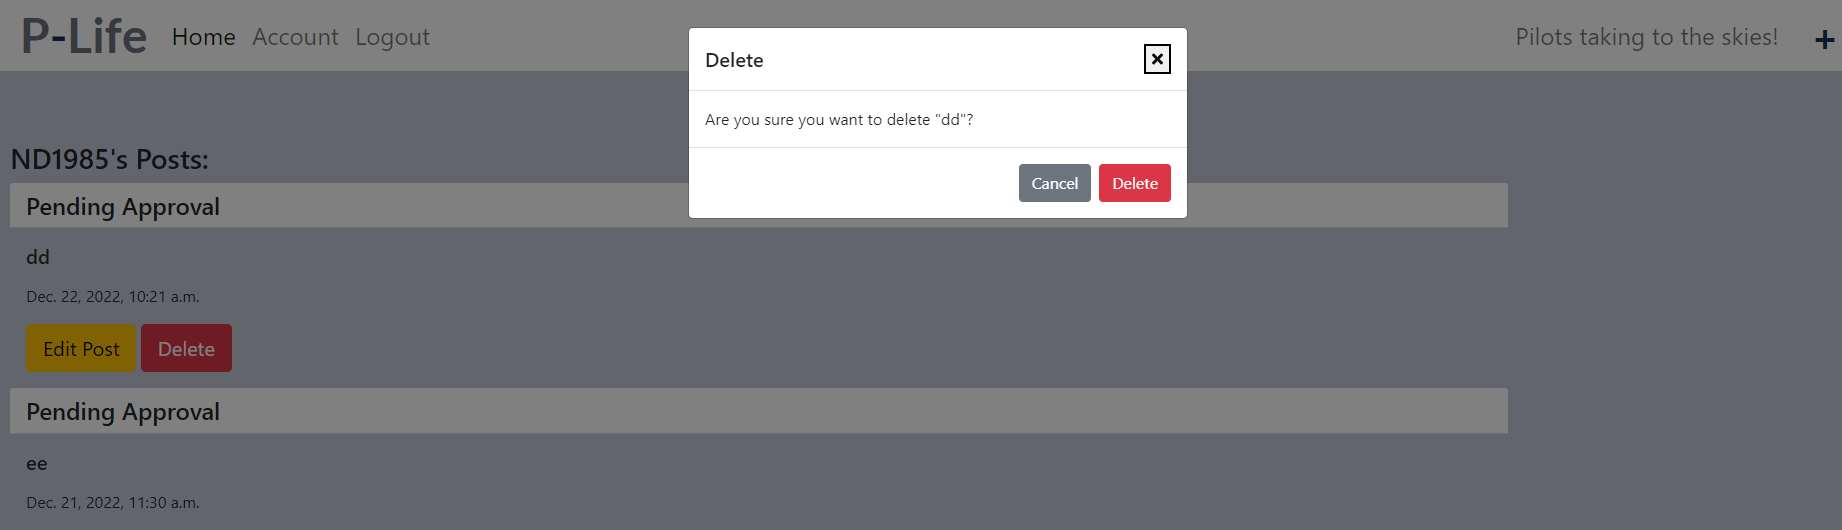 P-Life Home Account Logout Pilots taking to the skies!
Delete
Are you sure you want to delete "dd"?
Cancel Delete
ND1985's Posts:
Pending Approval
dd
Dec. 22, 2022, 10:21 a.m.
Edit Post Delete
Pending Approval
ee
Dec. 21, 2022, 11:30 a.m.